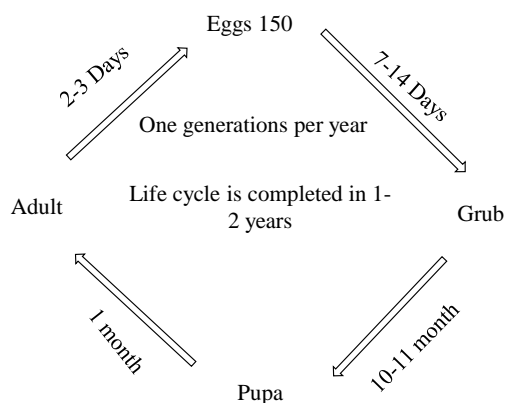 Eggs 150
2-3 Days
7-14 Days
One generations per year
Adult
Life cycle is completed in 1-
2 years
Grub
1 month
10-11 month
Pupa